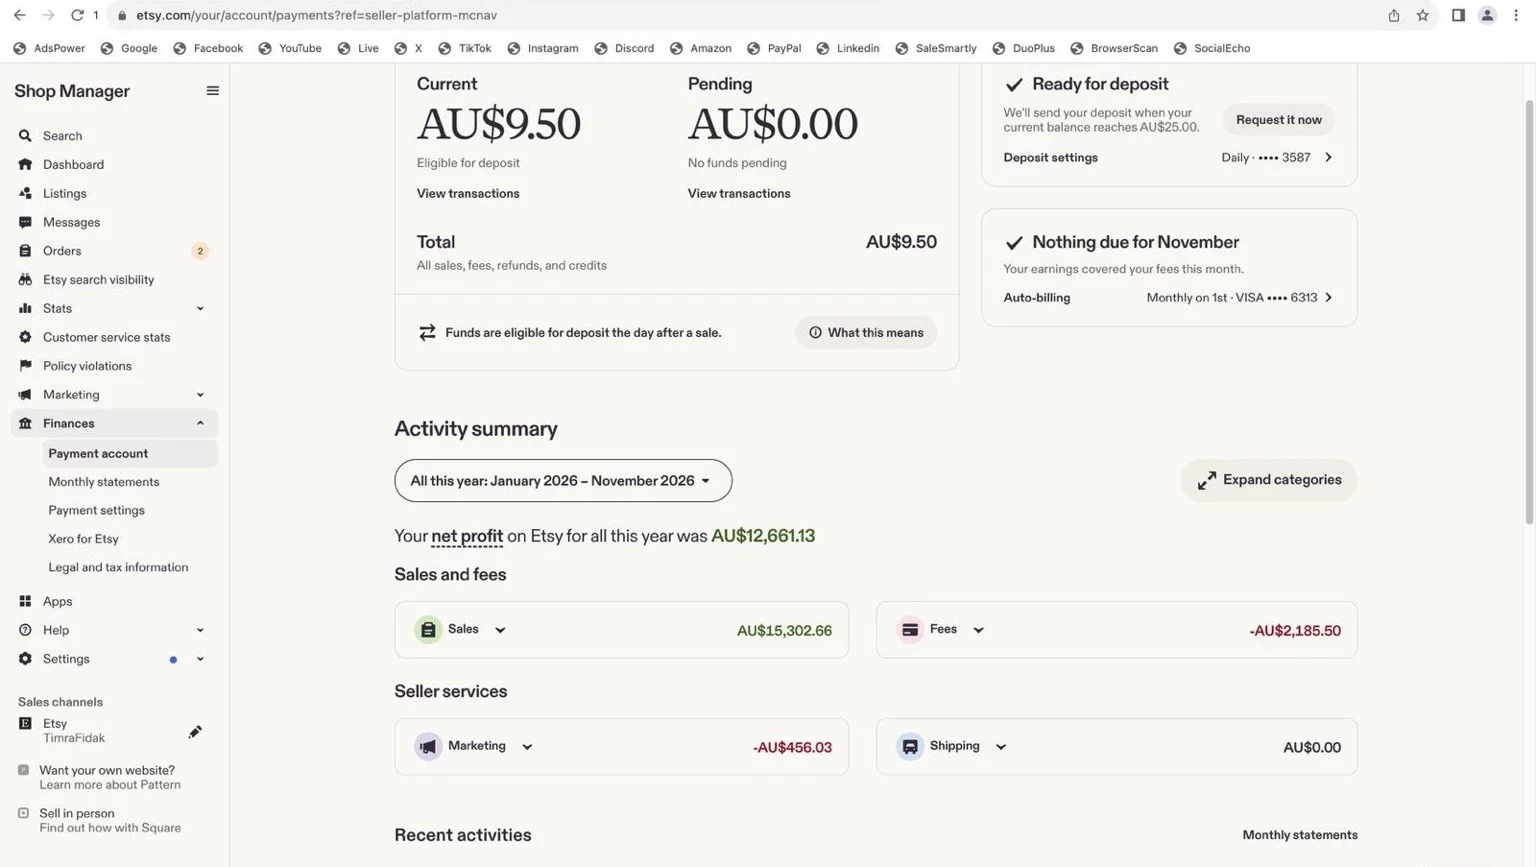 1
etsy.com/your/account/payments?ref=seller-platform-mcnav
AdsPower Google Facebook YouTube Live X TikTok Instagram Discord Amazon PayPal Linkedin SaleSmartly DuoPlus BrowserScan SocialEcho
Shop Manager
Search
Dashboard
Listings
Messages
Orders 2
Etsy search visibility
Stats
Customer service stats
Policy violations
Marketing
Finances
Payment account
Monthly statements
Payment settings
Xero for Etsy
Legal and tax information
Apps
Help
Settings
Sales channels
E Etsy
TimraFidak
P Want your own website?
Learn more about Pattern
Sell in person
Find out how with Square
Current
AU$9.50
Eligible for deposit
View transactions
Pending
AU$0.00
No funds pending
View transactions
Total AU$9.50
All sales, fees, refunds, and credits
Funds are eligible for deposit the day after a sale. What this means
Ready for deposit
We'll send your deposit when your
current balance reaches AU$25.00.
Request it now
Deposit settings Daily · •••• 3587
Nothing due for November
Your earnings covered your fees this month.
Auto-billing Monthly on 1st · VISA •••• 6313
Activity summary
All this year: January 2026 – November 2026
Expand categories
Your net profit on Etsy for all this year was AU$12,661.13
Sales and fees
Sales AU$15,302.66
Fees -AU$2,185.50
Seller services
Marketing -AU$456.03
Shipping AU$0.00
Recent activities Monthly statements